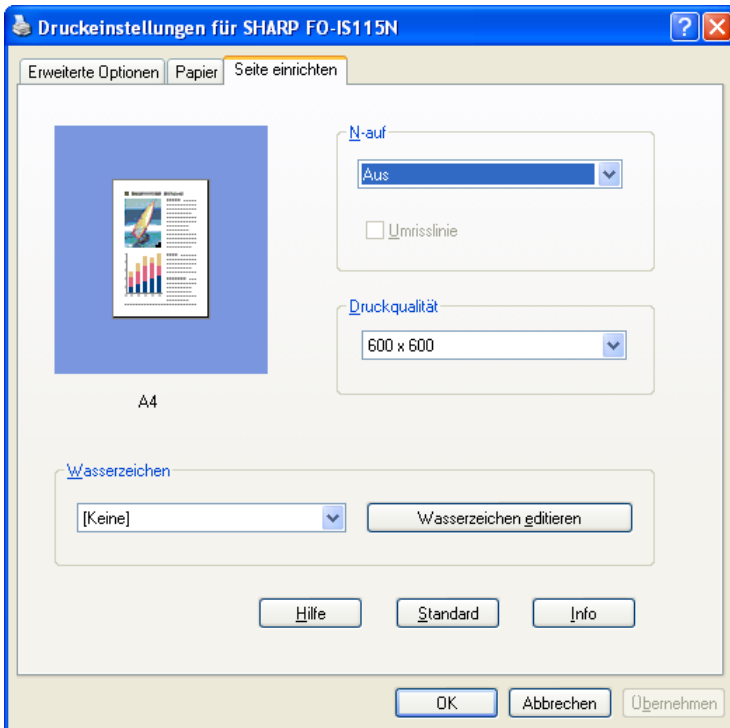 Druckeinstellungen für SHARP FO-IS115N
Erweiterte Optionen Papier Seite einrichten
N-auf
Aus
Umrisslinie
Druckqualität
600 x 600
A4
Wasserzeichen
[Keine] Wasserzeichen editieren
Hilfe Standard Info
OK Abbrechen Übernehmen